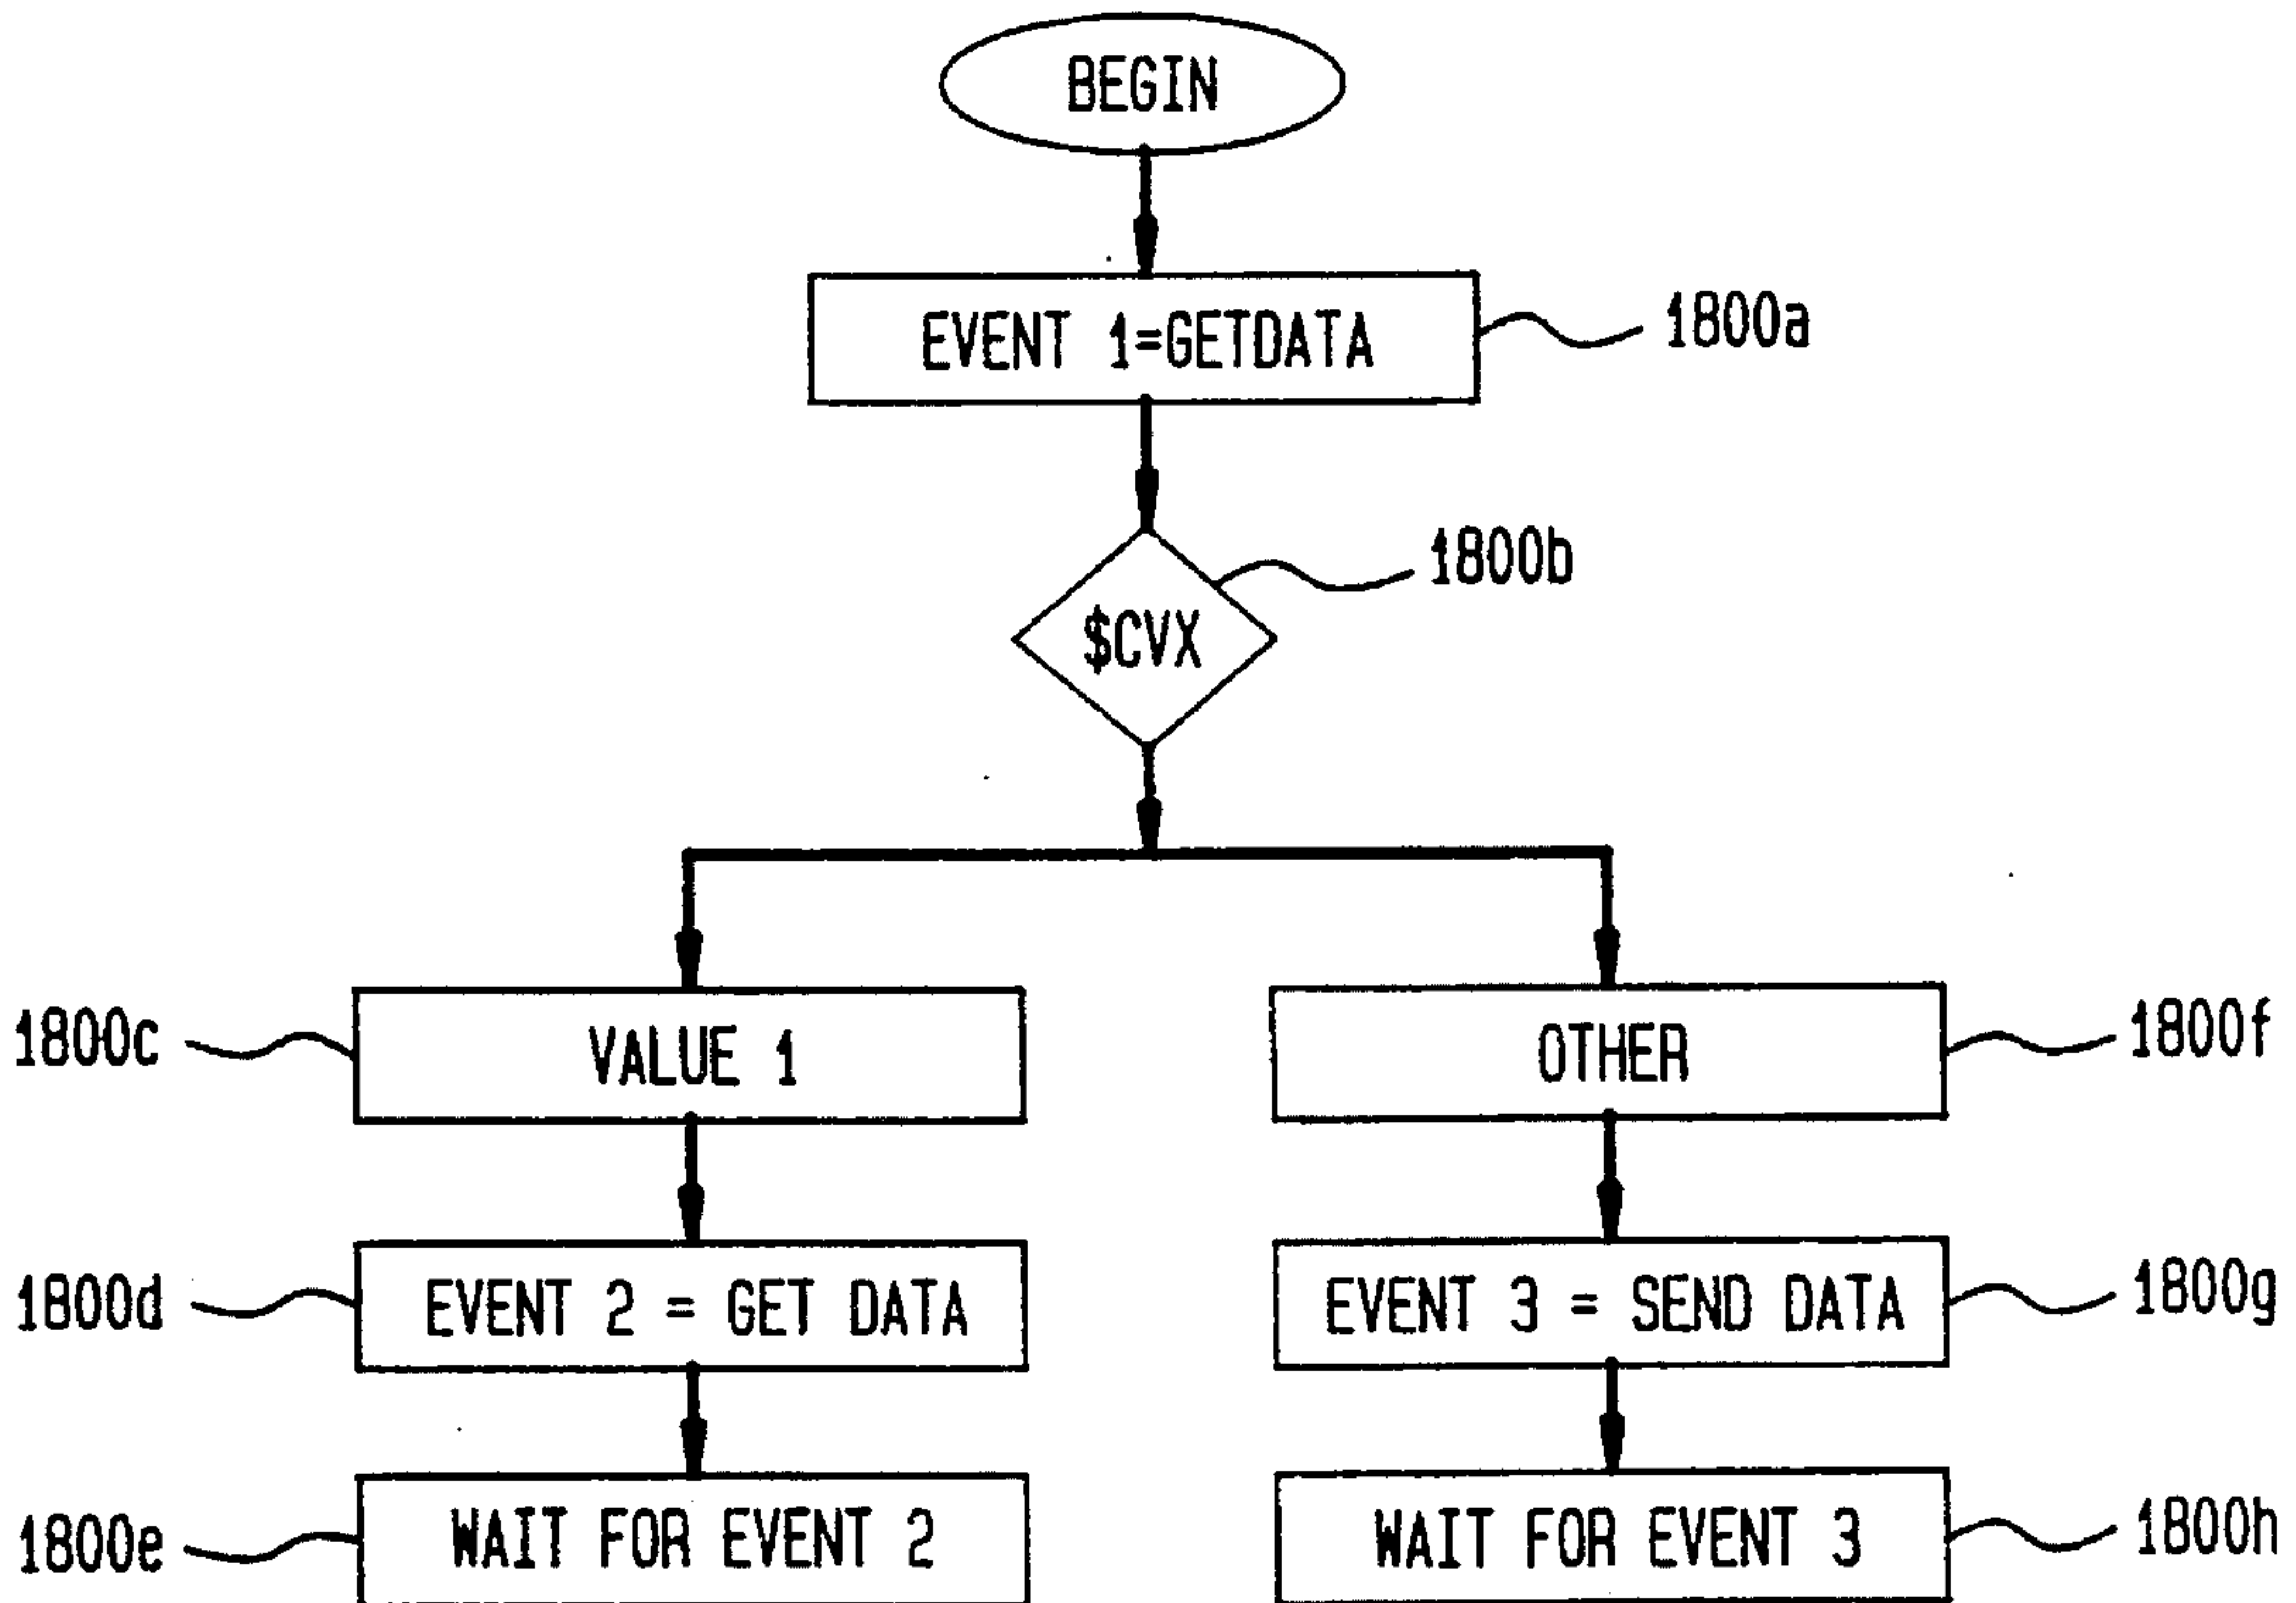 BEGIN
EVENT 1=GETDATA
1800a
1800b
$CVX
1800c
VALUE 1
OTHER
1800f
1800d
EVENT 2 = GET DATA
EVENT 3 = SEND DATA
1800g
1800e
WAIT FOR EVENT 2
WAIT FOR EVENT 3
1800h